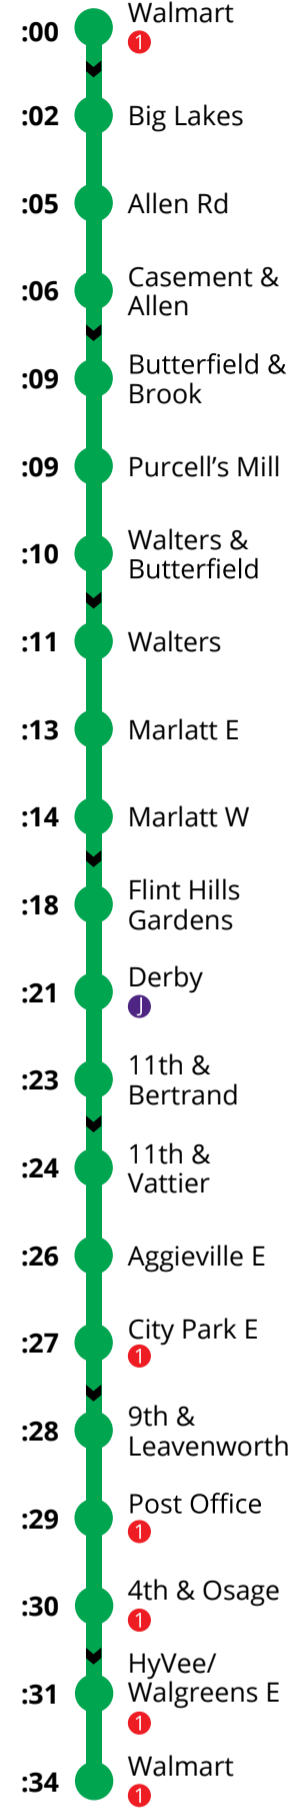 :00 Walmart
1
:02 Big Lakes
:05 Allen Rd
:06 Casement &
Allen
:09 Butterfield &
Brook
:09 Purcell’s Mill
:10 Walters &
Butterfield
:11 Walters
:13 Marlatt E
:14 Marlatt W
:18 Flint Hills
Gardens
:21 Derby
J
:23 11th &
Bertrand
:24 11th &
Vattier
:26 Aggieville E
:27 City Park E
1
:28 9th &
Leavenworth
:29 Post Office
1
:30 4th & Osage
1
:31 HyVee/
Walgreens E
1
:34 Walmart
1